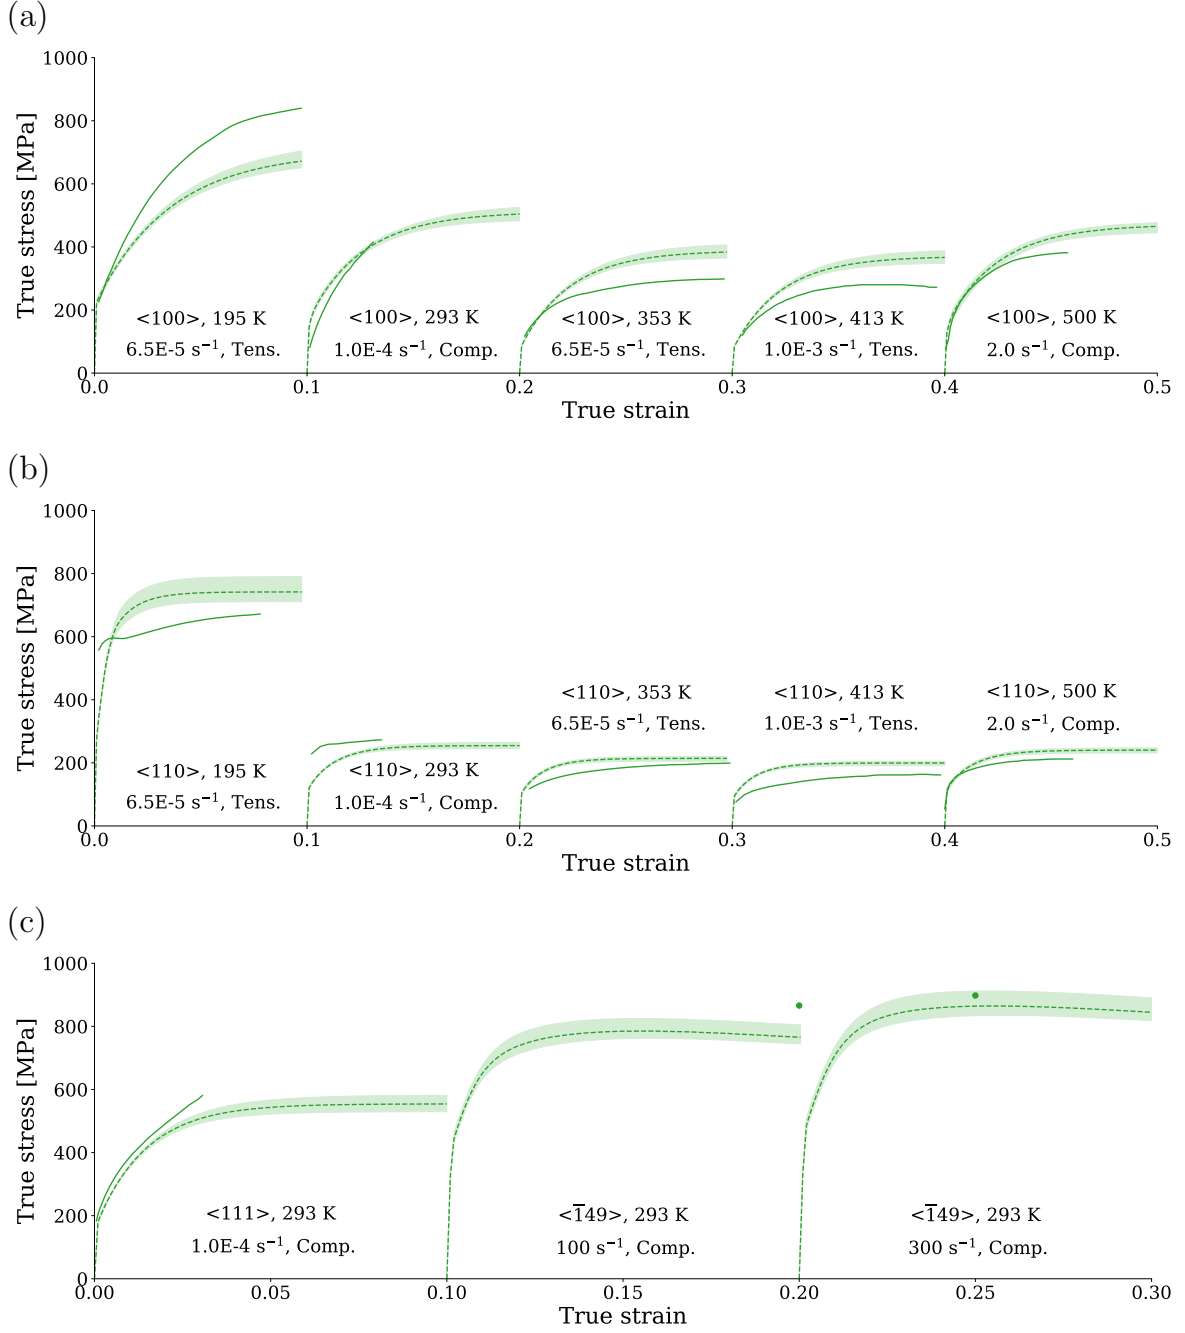 (a)
True stress [MPa]
1000
800
600
400
200
0
<100>, 195 K
6.5E-5 s⁻¹, Tens.
<100>, 293 K
1.0E-4 s⁻¹, Comp.
<100>, 353 K
6.5E-5 s⁻¹, Tens.
<100>, 413 K
1.0E-3 s⁻¹, Tens.
<100>, 500 K
2.0 s⁻¹, Comp.
0.0 0.1 0.2 0.3 0.4 0.5
True strain
(b)
True stress [MPa]
1000
800
600
400
200
0
<110>, 195 K
6.5E-5 s⁻¹, Tens.
<110>, 293 K
1.0E-4 s⁻¹, Comp.
<110>, 353 K
6.5E-5 s⁻¹, Tens.
<110>, 413 K
1.0E-3 s⁻¹, Tens.
<110>, 500 K
2.0 s⁻¹, Comp.
0.0 0.1 0.2 0.3 0.4 0.5
True strain
(c)
True stress [MPa]
1000
800
600
400
200
0
<111>, 293 K
1.0E-4 s⁻¹, Comp.
<1̅49>, 293 K
100 s⁻¹, Comp.
<1̅49>, 293 K
300 s⁻¹, Comp.
0.00 0.05 0.10 0.15 0.20 0.25 0.30
True strain